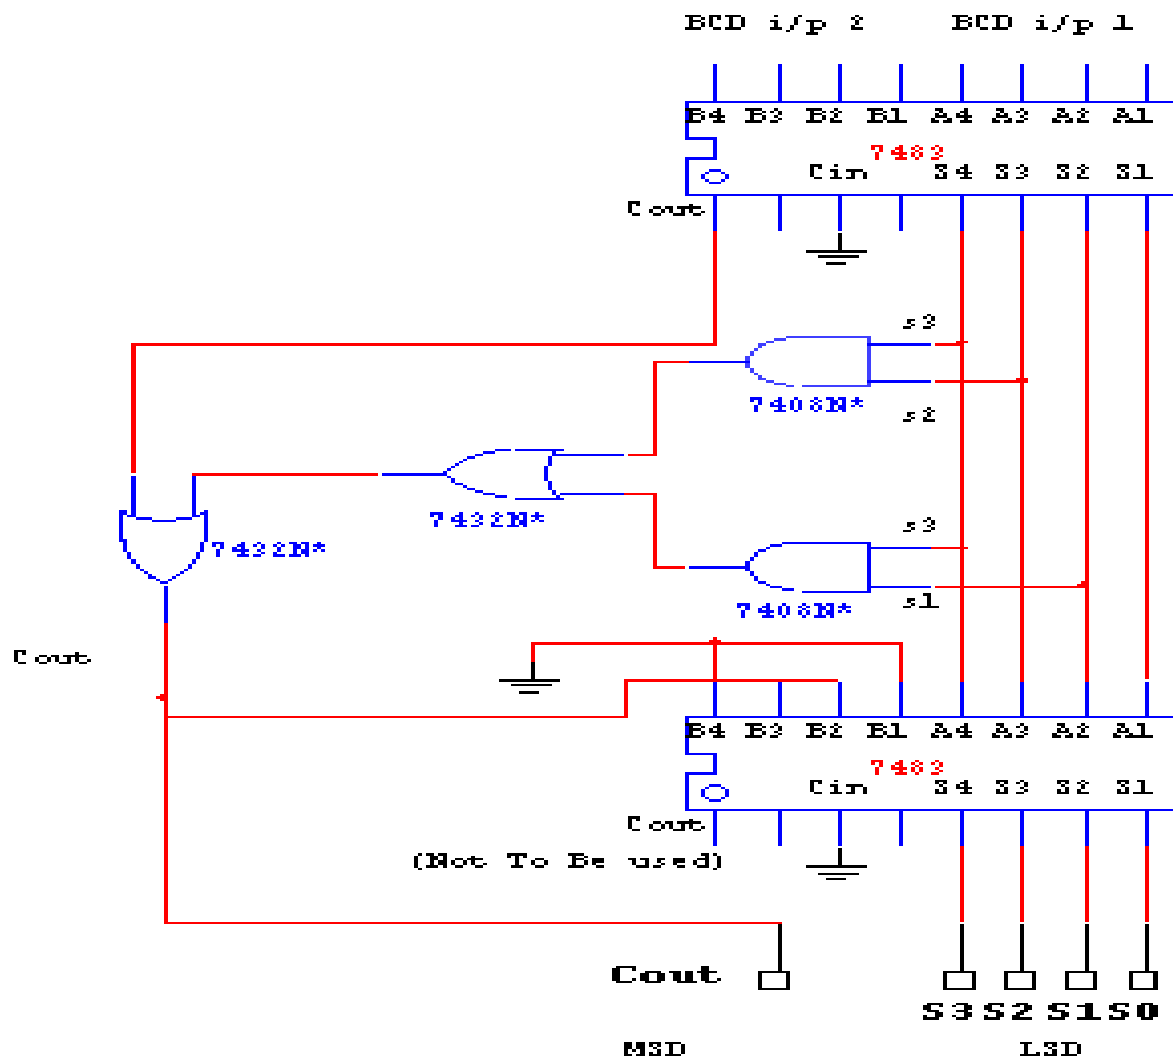 BCD i/p 2 BCD i/p 1
B4 B3 B2 B1 A4 A3 A2 A1
7483
Cin S4 S3 S2 S1
Cout
s3
7408N*
s2
7432N*
s3
7432N*
7408N*
s1
Cout
B4 B3 B2 B1 A4 A3 A2 A1
7483
Cin S4 S3 S2 S1
Cout
(Not To Be used)
Cout
S3 S2 S1 S0
MSD LSD